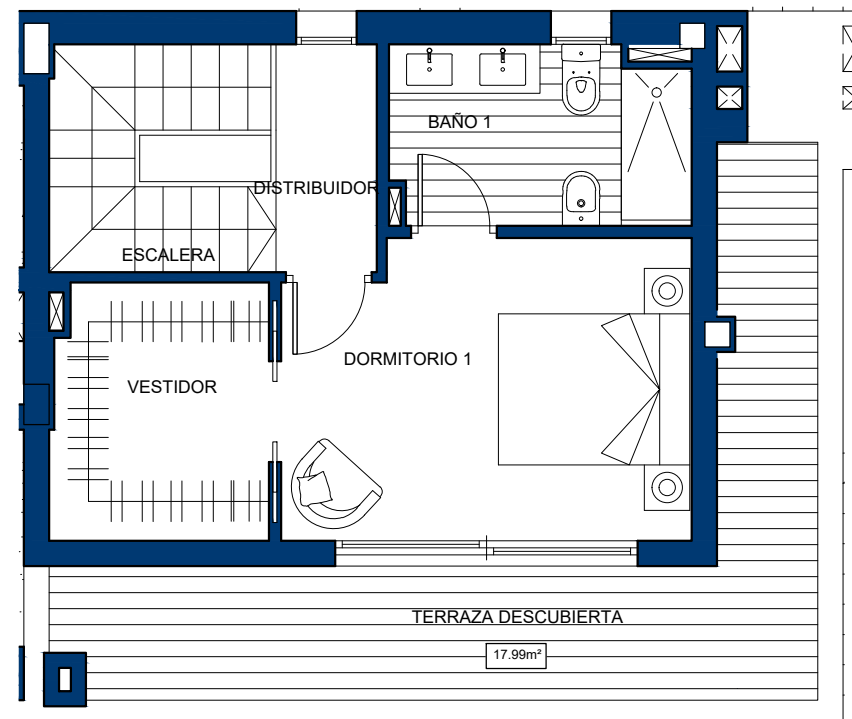 BAÑO 1
DISTRIBUIDOR
ESCALERA
DORMITORIO 1
VESTIDOR
TERRAZA DESCUBIERTA
17.99m²